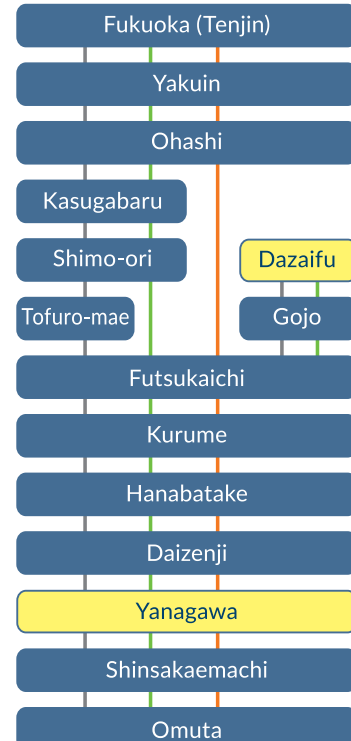 Fukuoka (Tenjin)
Yakuin
Ohashi
Kasugabaru
Shimo-ori
Dazaifu
Tofuro-mae
Gojo
Futsukaichi
Kurume
Hanabatake
Daizenji
Yanagawa
Shinsakaemachi
Omuta